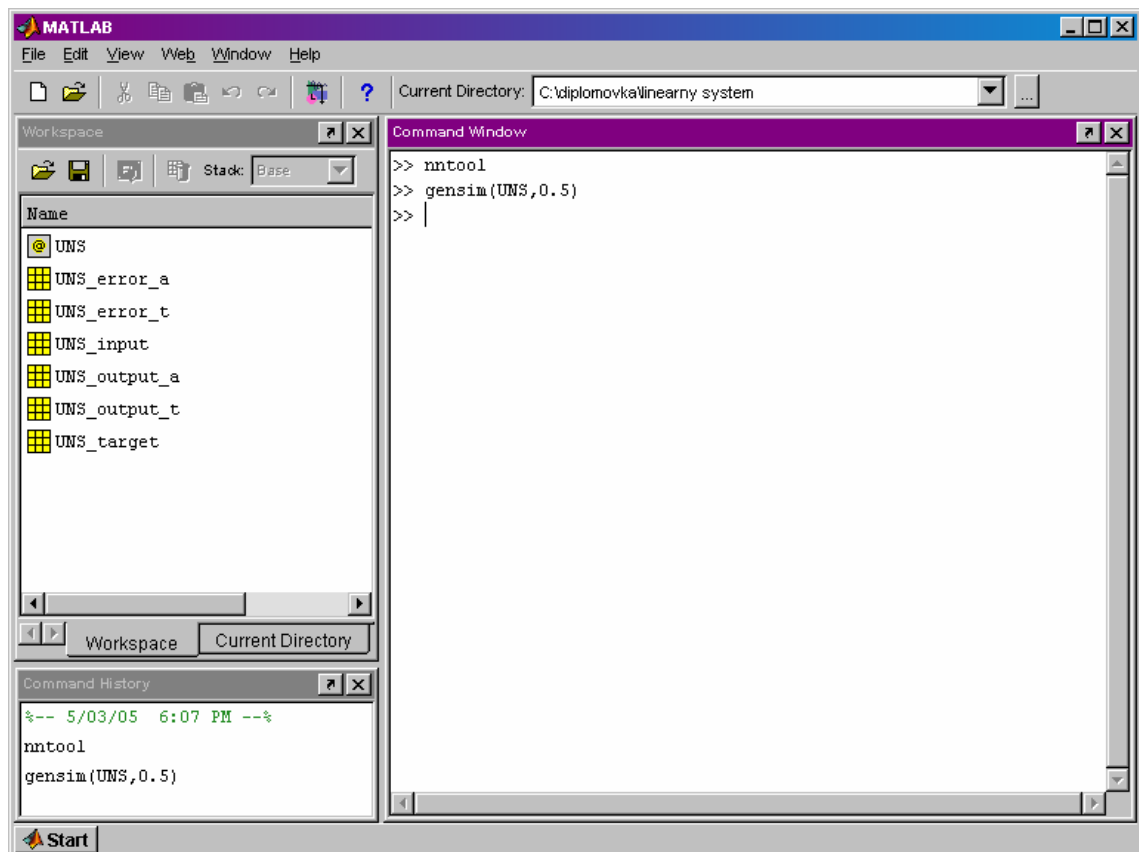 MATLAB
File Edit View Web Window Help
? Current Directory: C:\diplomovka\linearny system ...
Workspace
Stack: Base
Name
UNS
UNS_error_a
UNS_error_t
UNS_input
UNS_output_a
UNS_output_t
UNS_target
Workspace Current Directory
Command History
%-- 5/03/05 6:07 PM --%
nntool
gensim(UNS,0.5)
Command Window
>> nntool
>> gensim(UNS,0.5)
>>
Start